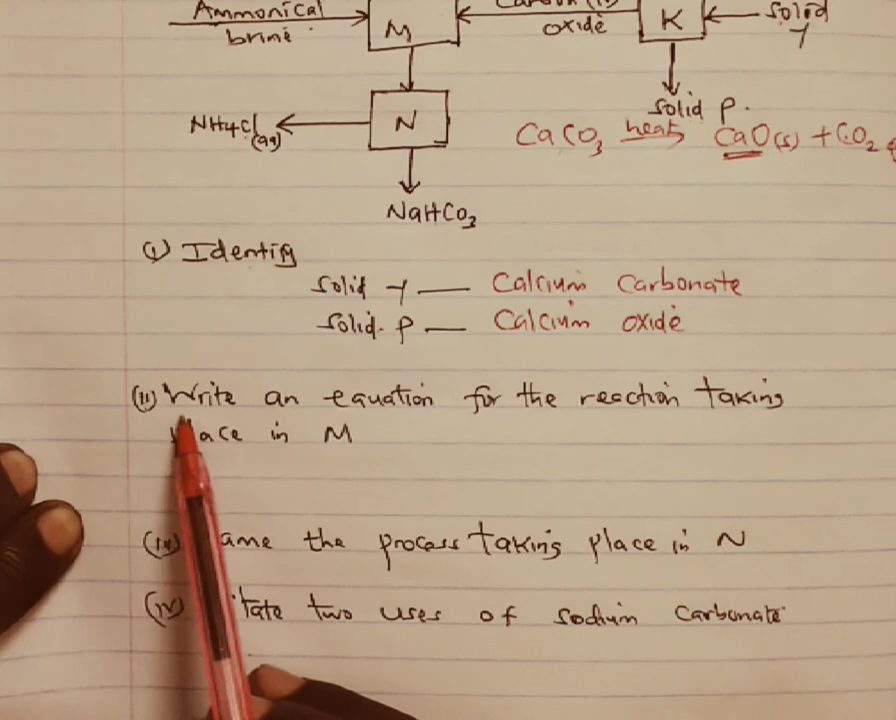 Ammonical
brine
M
oxide
K
solid
Y
solid P.
NH4Cl(aq)
N
CaCO3 heat CaO(s) + CO2
NaHCO3
(i) Identify
Solid Y — Calcium Carbonate
Solid P — Calcium oxide
(ii) Write an equation for the reaction taking
lace in M
(iii) ame the process taking place in N
(iv) tate two uses of sodium Carbonate